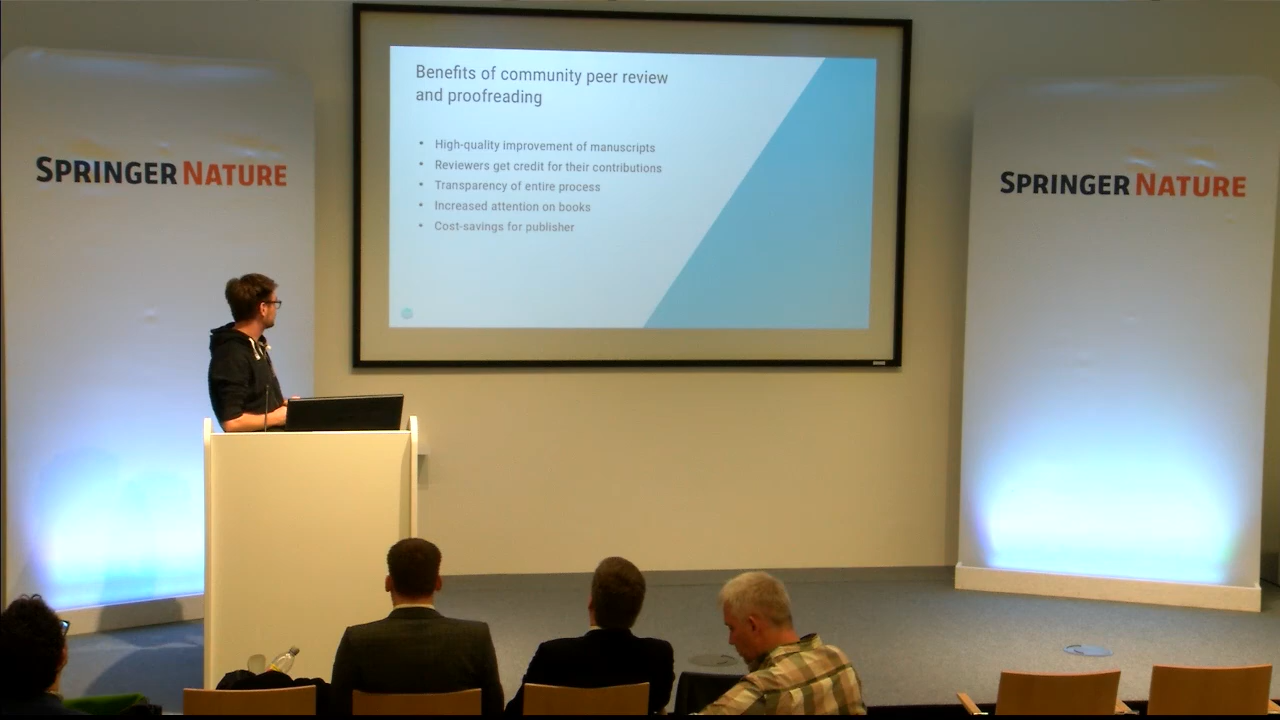 SPRINGER NATURE
Benefits of community peer review
and proofreading
• High-quality improvement of manuscripts
• Reviewers get credit for their contributions
• Transparency of entire process
• Increased attention on books
• Cost-savings for publisher
SPRINGER NATURE